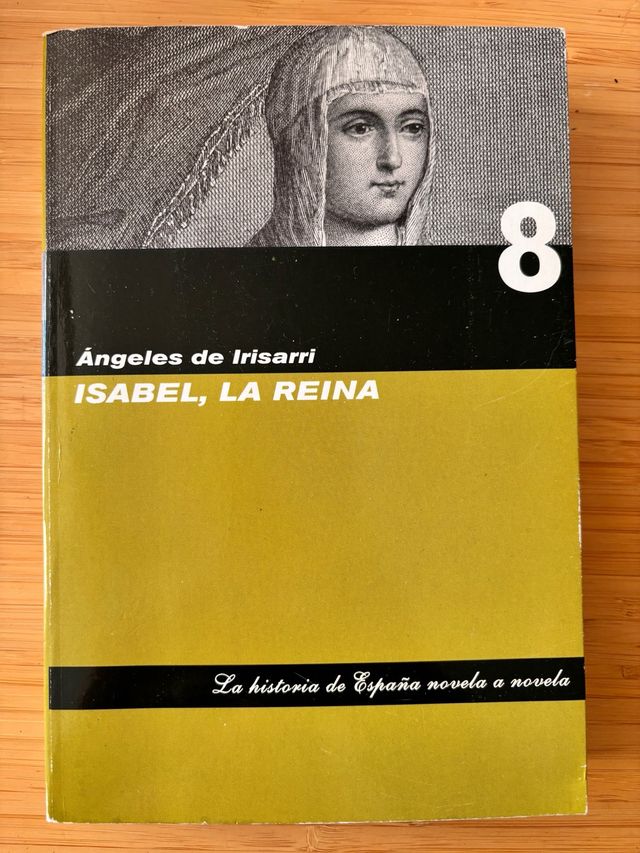 8
Ángeles de Irisarri
ISABEL, LA REINA
La historia de España novela a novela